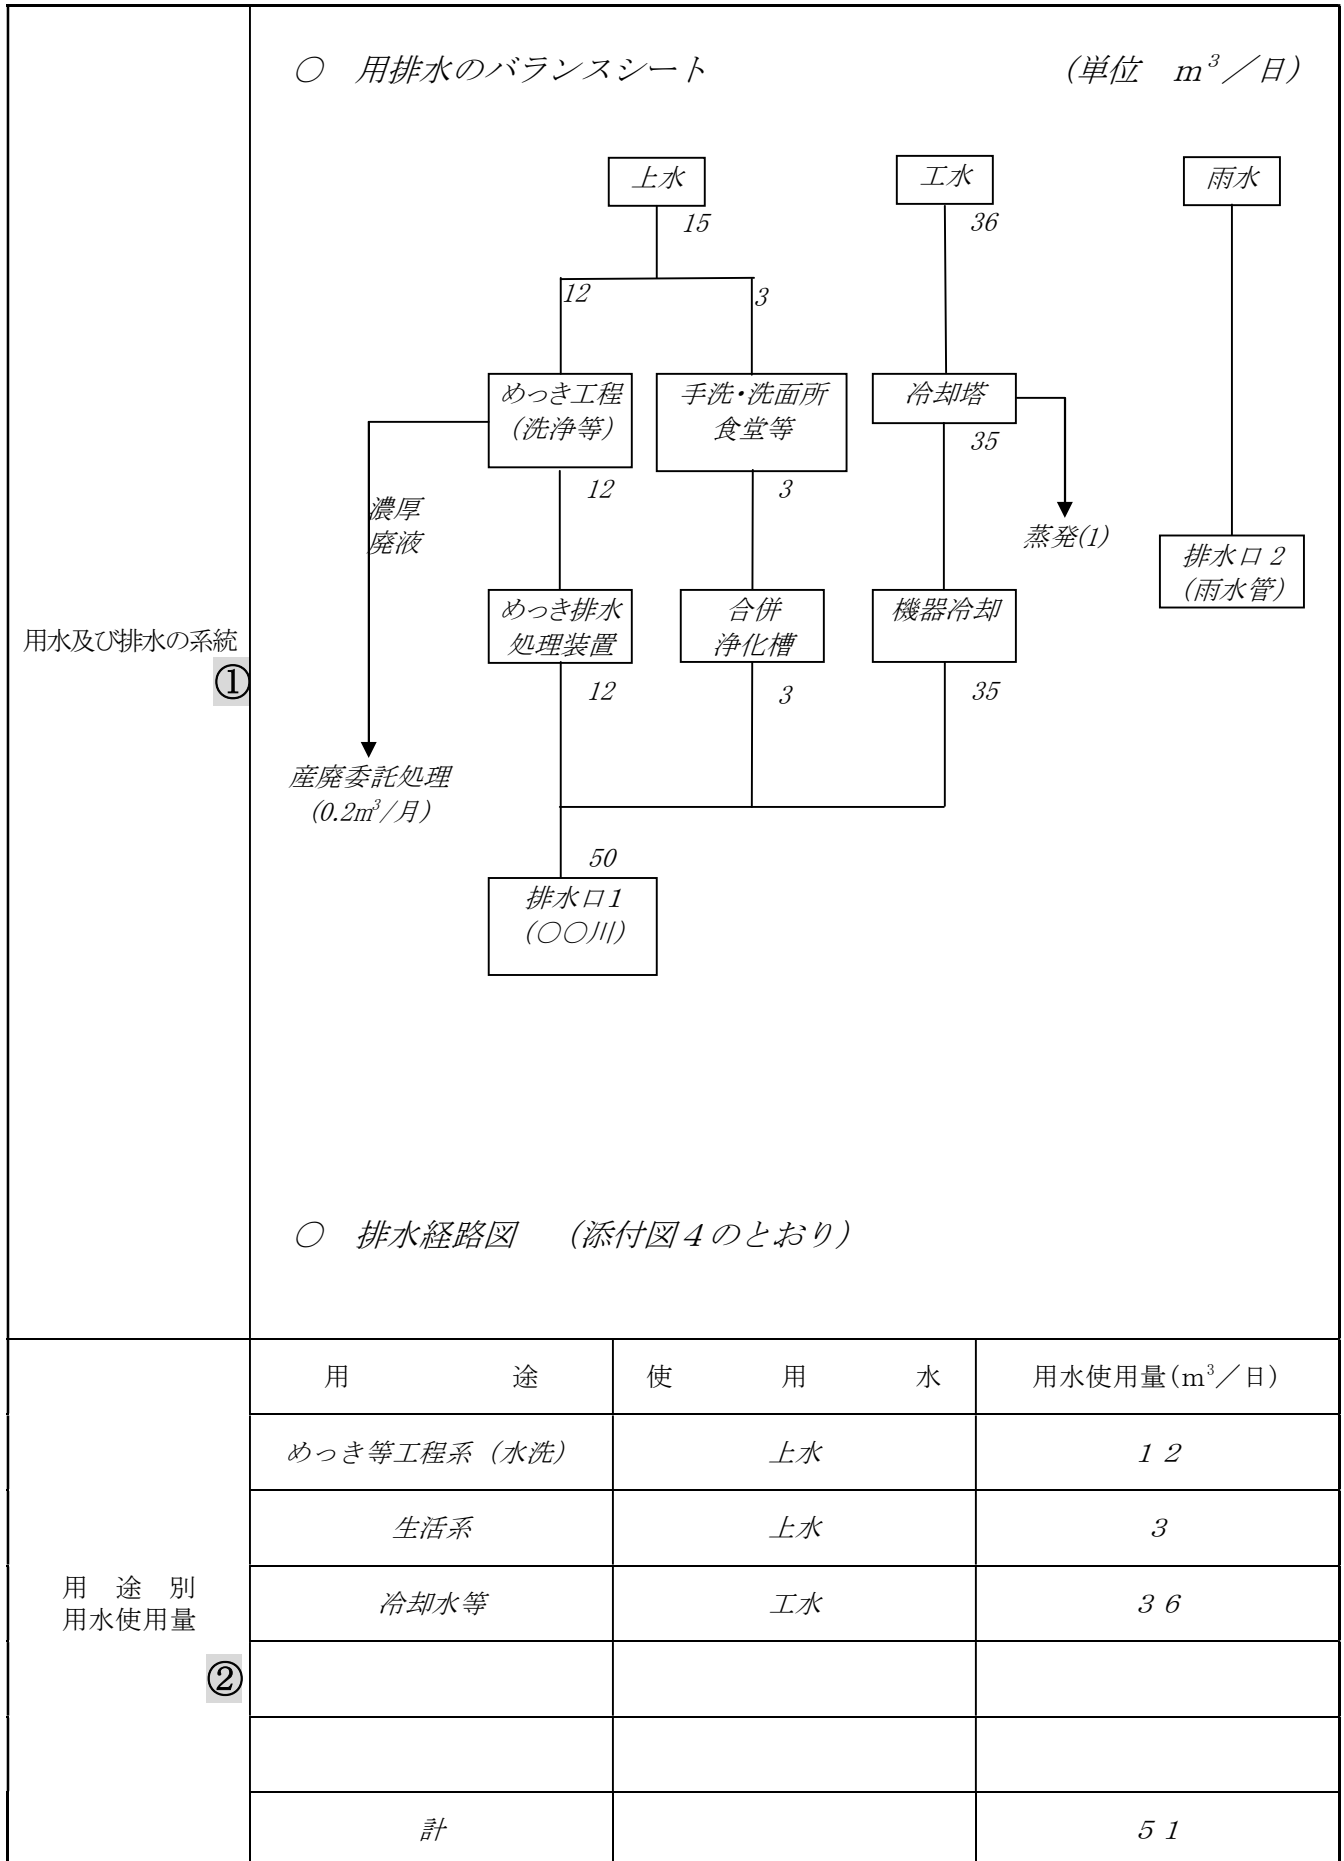 ○　用排水のバランスシート　(単位　m³／日)
上水　工水　雨水
15　36
12　3
めっき工程　手洗・洗面所　冷却塔
(洗浄等)　食堂等
35
12　3
濃厚
廃液
蒸発(1)
排水口２
(雨水管)
めっき排水　合併　機器冷却
処理装置　浄化槽
用水及び排水の系統
①
12　3　35
産廃委託処理
(0.2m³/月)
50
排水口1
(○○川)
○　排水経路図　(添付図４のとおり)
用途　使用水　用水使用量(m³／日)
めっき等工程系（水洗）　上水　１２
生活系　上水　３
用途別
用水使用量
冷却水等　工水　３６
②
計　５１